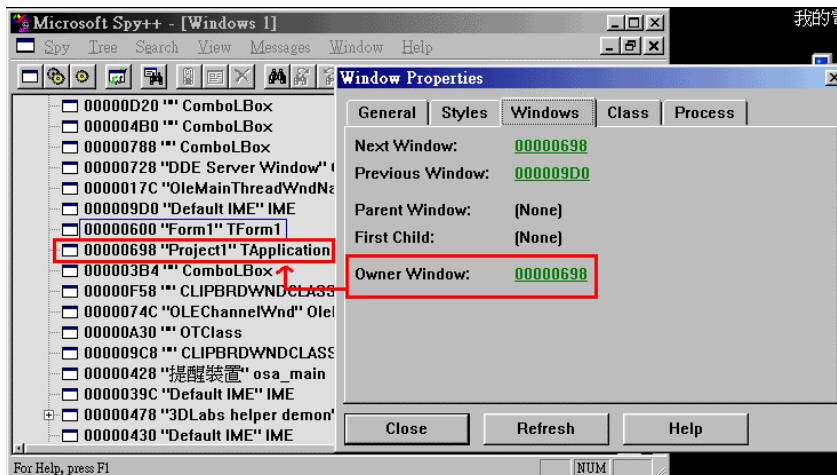 Microsoft Spy++ - [Windows 1]
我的電
Spy Tree Search View Messages Window Help
00000D20 "" ComboLBox
000004B0 "" ComboLBox
00000788 "" ComboLBox
00000728 "DDE Server Window"
0000017C "OleMainThreadWndNa
000009D0 "Default IME" IME
00000600 "Form1" TForm1
00000698 "Project1" TApplication
000003B4 "" ComboLBox
00000F58 "" CLIPBRDWNDCLASS
0000074C "OLEChannelWnd" Ole
00000A30 "" OTClass
000009C8 "" CLIPBRDWNDCLASS
00000428 "提醒裝置" osa_main
0000039C "Default IME" IME
00000478 "3DLabs helper demon"
00000430 "Default IME" IME
For Help, press F1
NUM
Window Properties
General Styles Windows Class Process
Next Window: 00000698
Previous Window: 000009D0
Parent Window: (None)
First Child: (None)
Owner Window: 00000698
Close Refresh Help